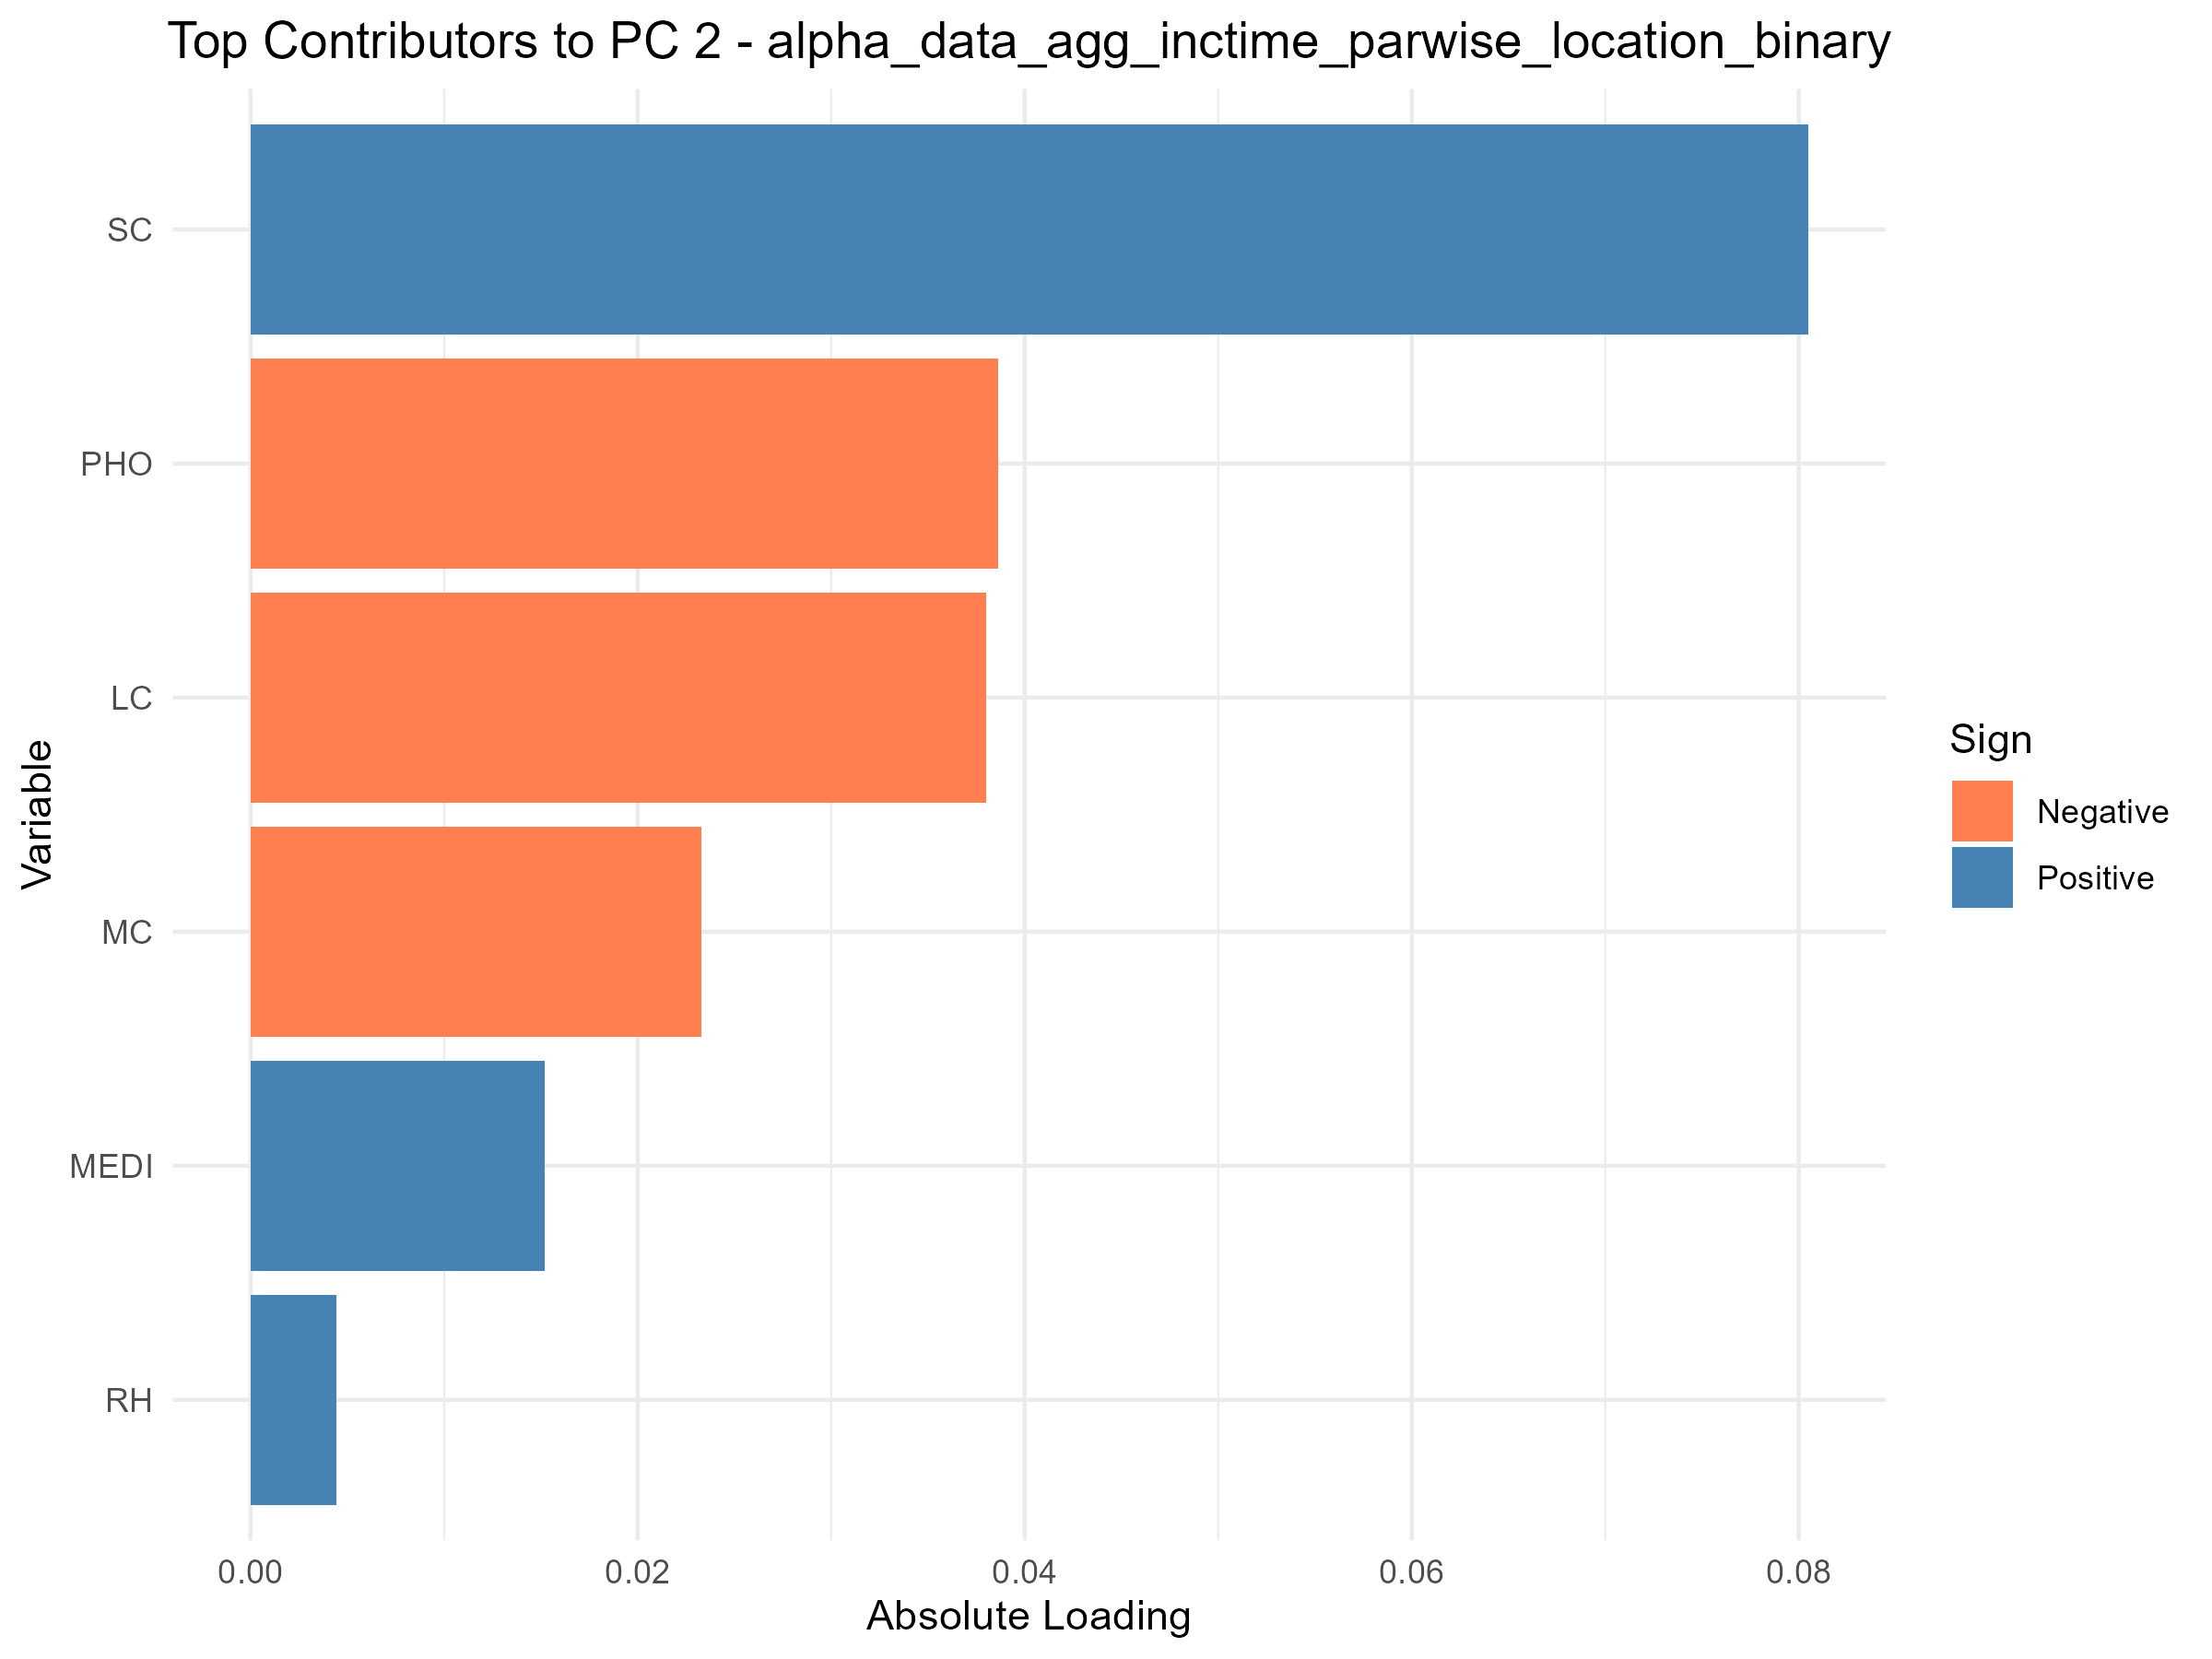 Top Contributors to PC 2 - alpha_data_agg_inctime_parwise_location_binary
SC
PHO
LC
MC
MEDI
RH
Variable
0.00 0.02 0.04 0.06 0.08
Absolute Loading
Sign
Negative
Positive